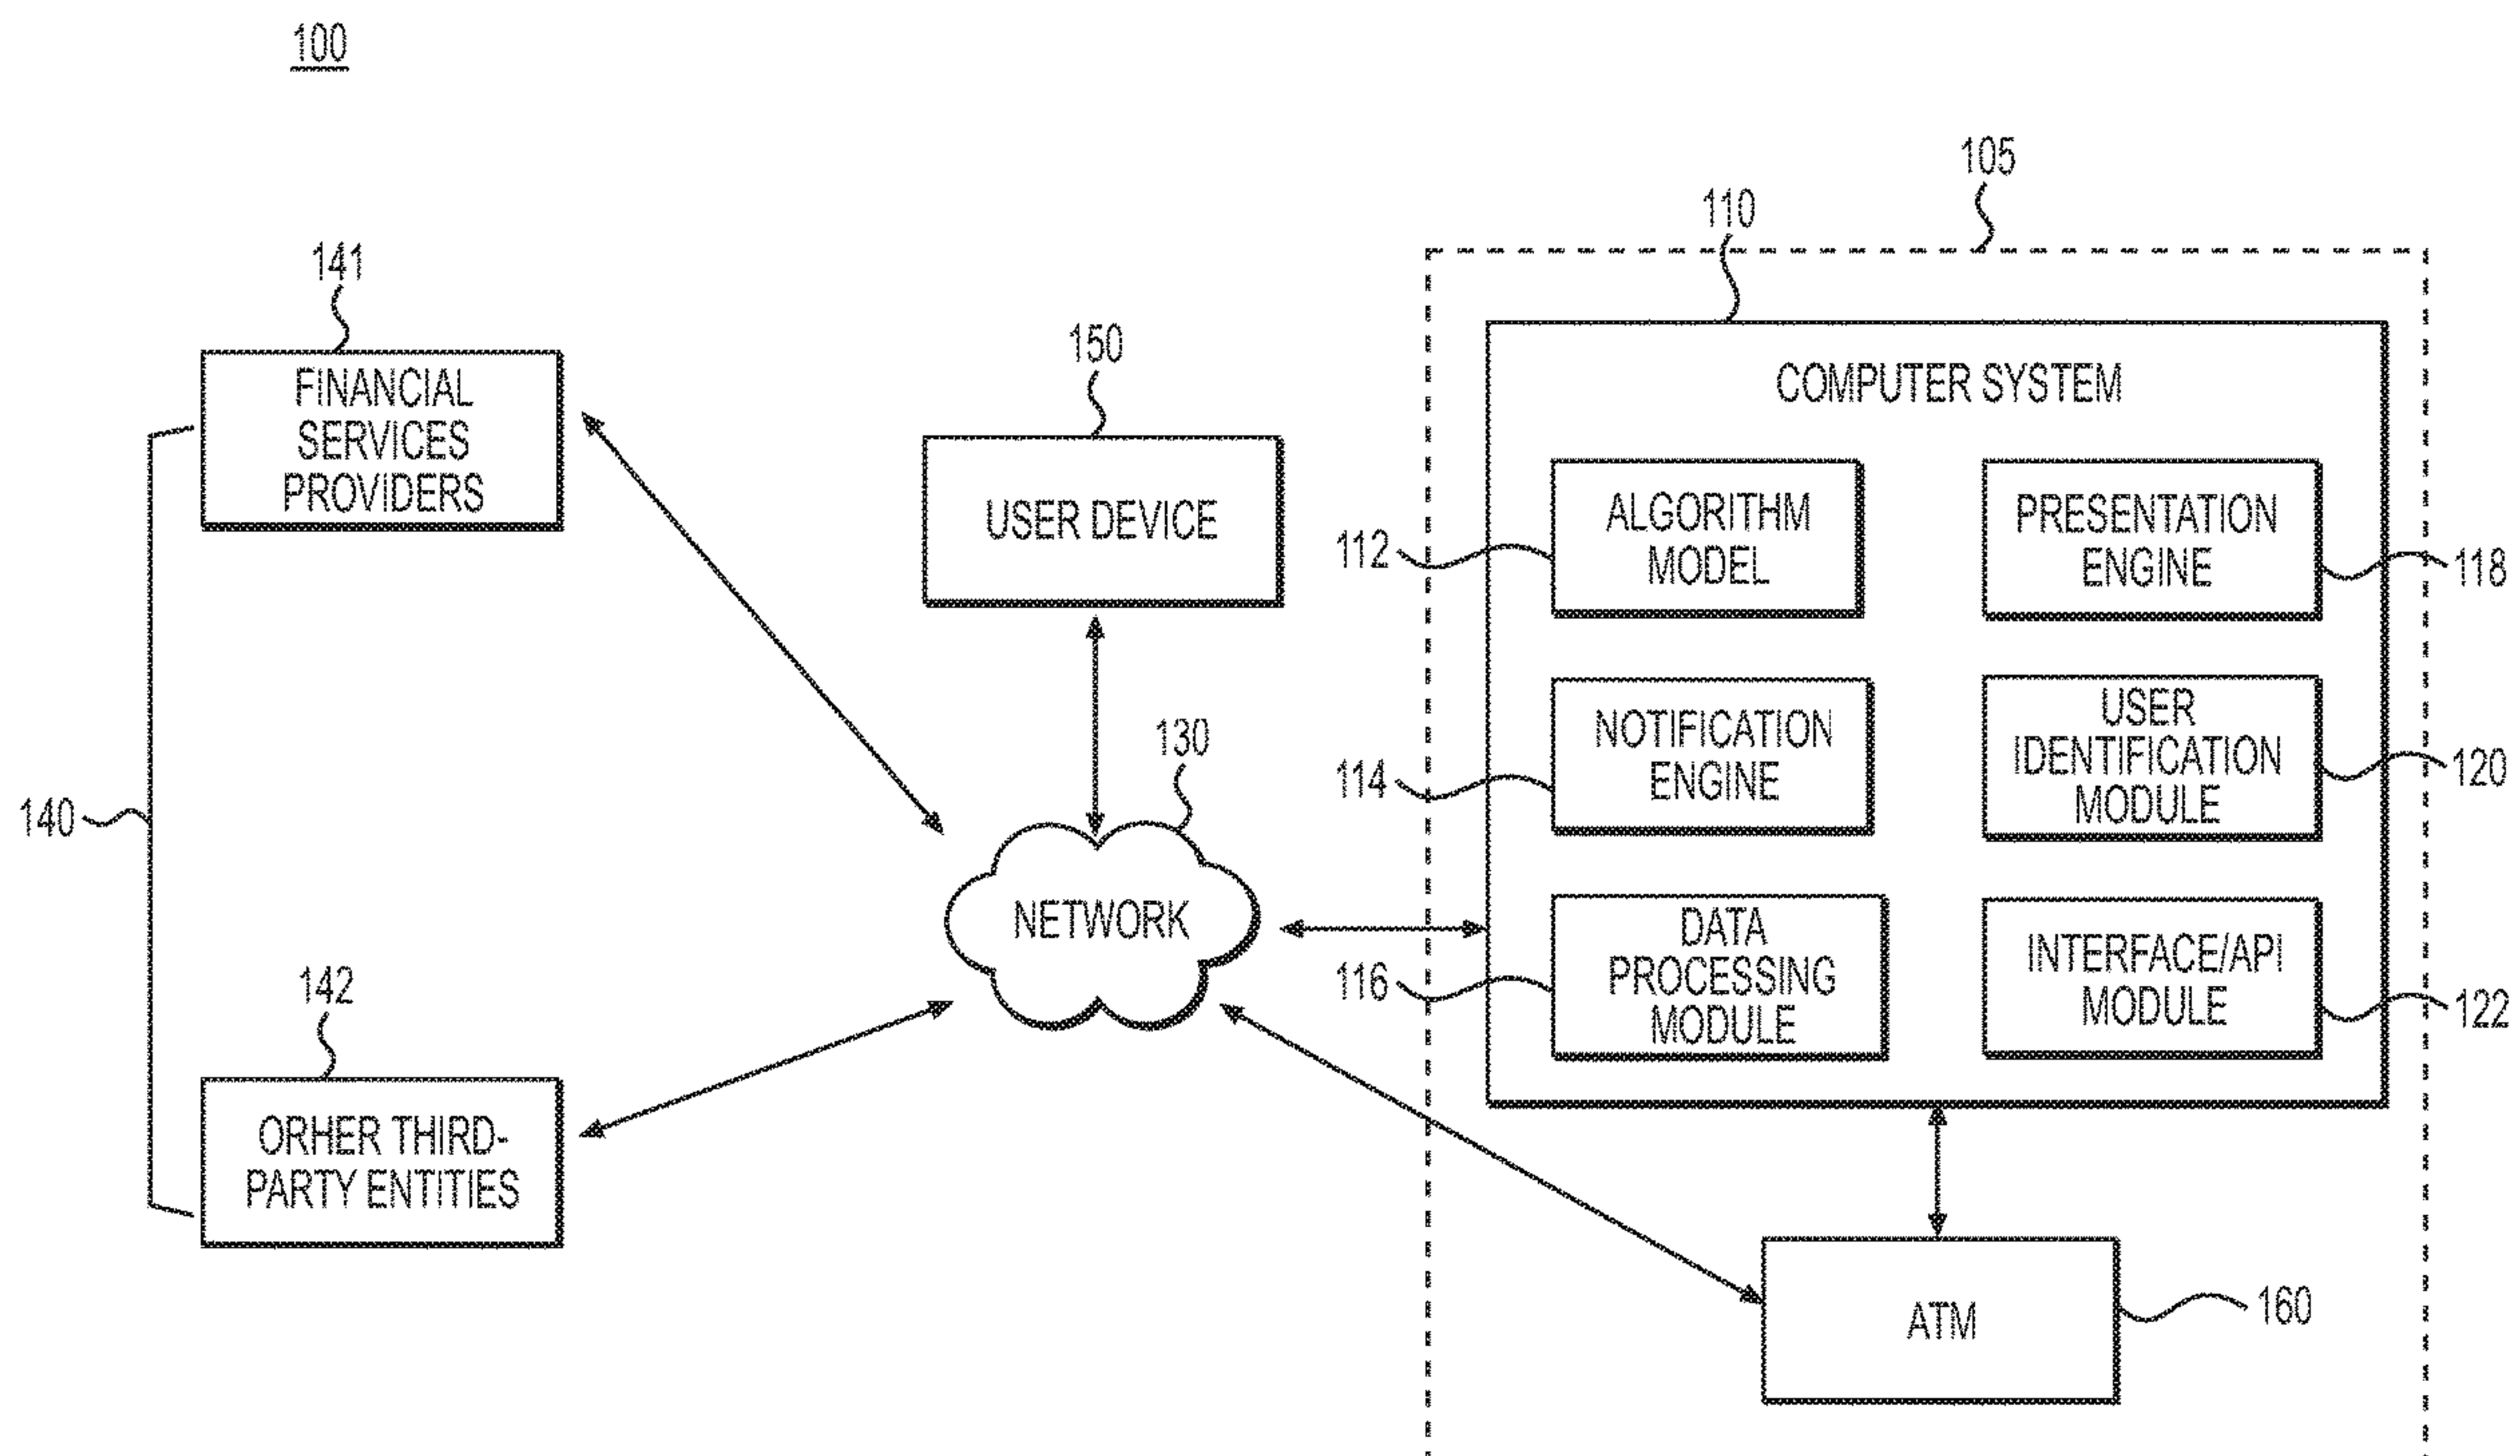 100
105
110
141
FINANCIAL
SERVICES
PROVIDERS
150
USER DEVICE
COMPUTER SYSTEM
ALGORITHM
MODEL
112
PRESENTATION
ENGINE
118
NOTIFICATION
ENGINE
114
USER
IDENTIFICATION
MODULE
120
130
NETWORK
140
DATA
PROCESSING
MODULE
116
INTERFACE/API
MODULE
122
142
ORHER THIRD-
PARTY ENTITIES
ATM
160